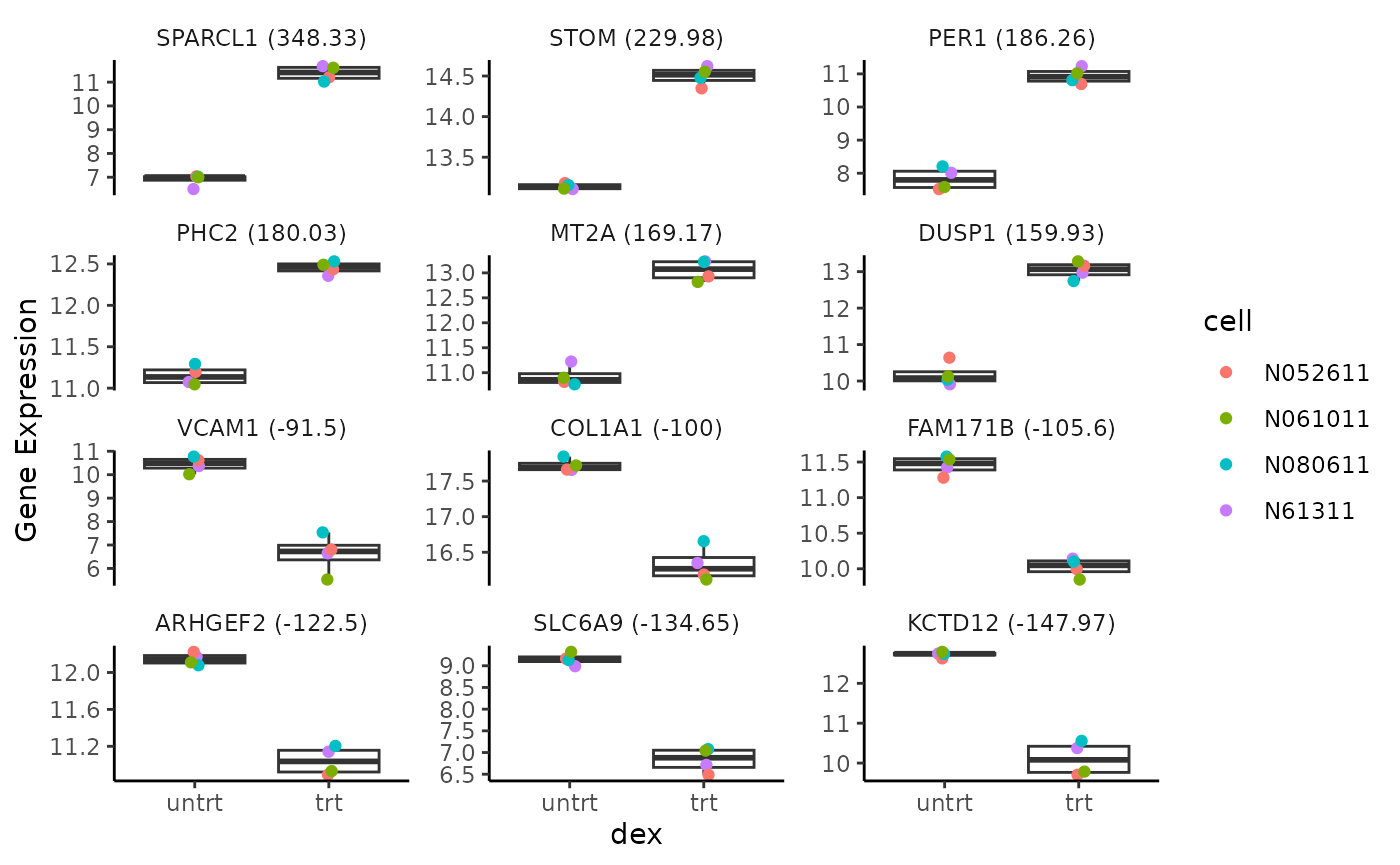 SPARCL1 (348.33)
STOM (229.98)
PER1 (186.26)
11
10
9
8
7
14.5
14.0
13.5
11
10
9
8
PHC2 (180.03)
MT2A (169.17)
DUSP1 (159.93)
12.5
12.0
11.5
11.0
13.0
12.5
12.0
11.5
11.0
13
12
11
10
VCAM1 (-91.5)
COL1A1 (-100)
FAM171B (-105.6)
11
10
9
8
7
6
17.5
17.0
16.5
11.5
11.0
10.5
10.0
ARHGEF2 (-122.5)
SLC6A9 (-134.65)
KCTD12 (-147.97)
12.0
11.6
11.2
9.0
8.5
8.0
7.5
7.0
6.5
12
11
10
untrt trt
untrt trt
untrt trt
dex
Gene Expression
cell
N052611
N061011
N080611
N61311